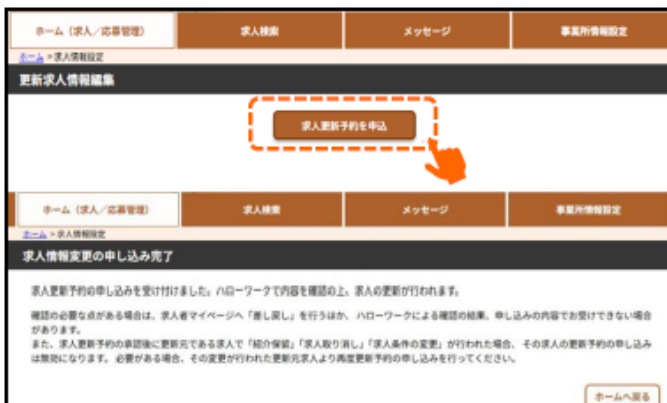 ホーム（求人／応募管理） 求人検索 メッセージ 事業所情報設定
ホーム > 求人情報設定
更新求人情報編集
求人更新予約を申込
ホーム（求人／応募管理） 求人検索 メッセージ 事業所情報設定
ホーム > 求人情報設定
求人情報変更の申し込み完了
求人更新予約の申し込みを受け付けました。ハローワークで内容を確認の上、求人の更新が行われます。
確認の必要な点がある場合は、求人者マイページへ「差し戻し」を行うほか、ハローワークによる確認の結果、申し込みの内容でお受けできない場合
があります。
また、求人更新予約の承認後に更新元である求人で「紹介保留」「求人取り消し」「求人条件の変更」が行われた場合、その求人の更新予約の申し込み
は無効になります。必要がある場合、その変更が行われた更新元求人より再度更新予約の申し込みを行ってください。
ホームへ戻る